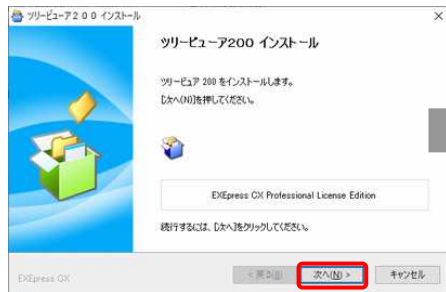 ツリービューア200 インストール
ツリービューア200 インストール
ツリービュア 200 をインストールします。
[次へ(N)]を押してください。
EXEpress CX Professional License Edition
続行するには、[次へ]をクリックしてください。
EXEpress CX
< 戻る(B)
次へ(N) >
キャンセル